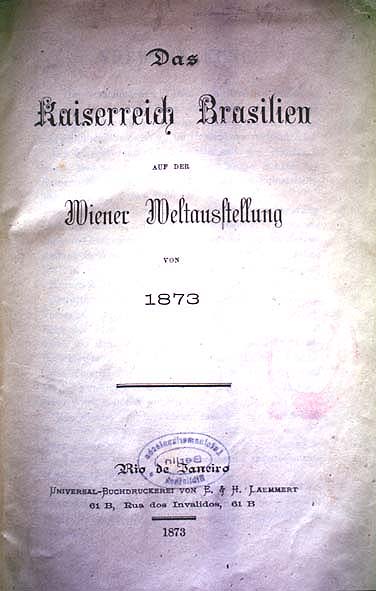 Das
Kaiserreich Brasilien
AUF DER
Wiener Weltausstellung
VON
1873
Rio de Janeiro
UNIVERSAL-BUCHDRUCKEREI VON E. & H. LAEMMERT
61 B, Rua dos Invalidos, 61 B
1873
Berlin